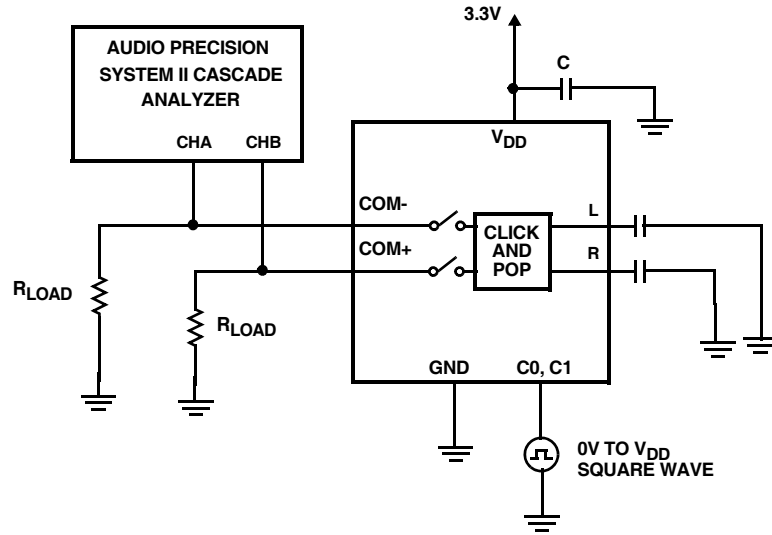 3.3V
AUDIO PRECISION
SYSTEM II CASCADE
ANALYZER
CHA CHB
C
VDD
COM-
COM+
CLICK
AND
POP
L
R
RLOAD
RLOAD
GND
C0, C1
0V TO VDD
SQUARE WAVE